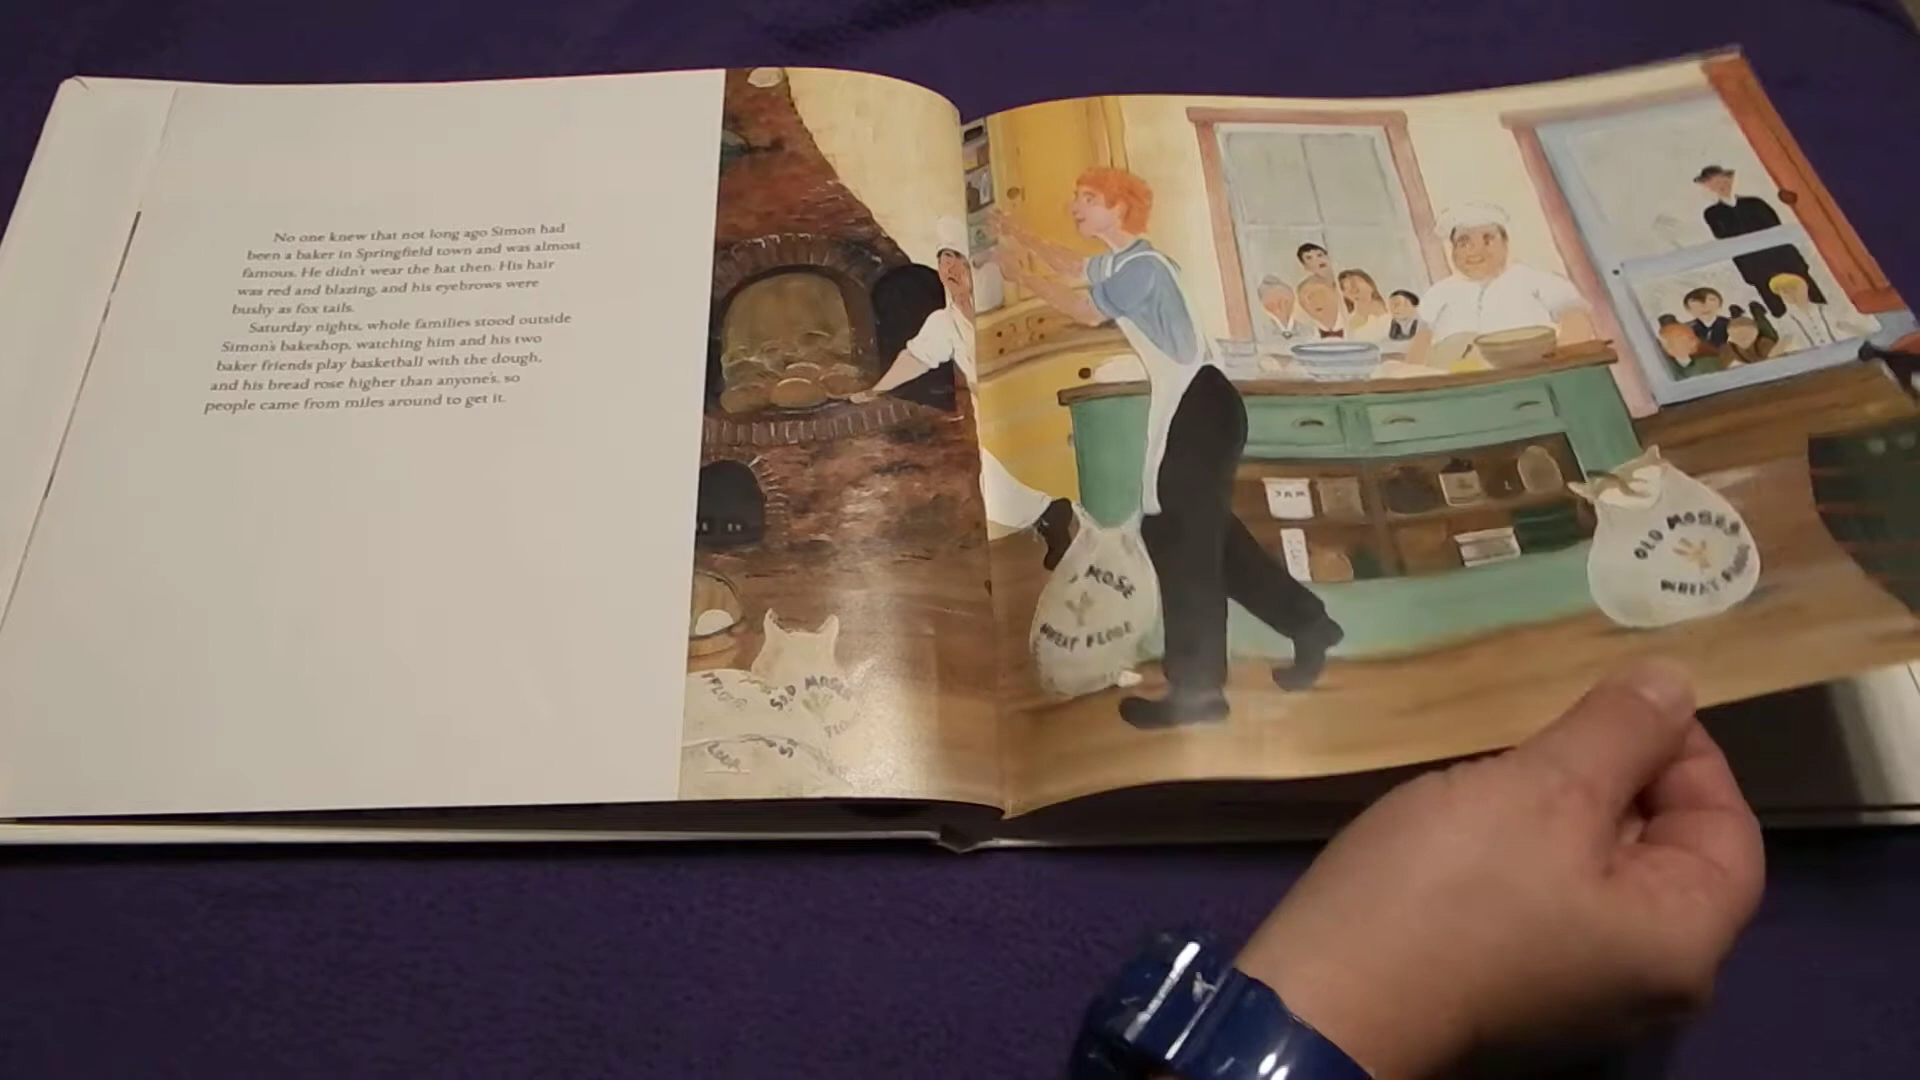 No one knew that not long ago Simon had
been a baker in Springfield town and was almost
famous. He didn't wear the hat then. His hair
was red and blazing, and his eyebrows were
bushy as fox tails.
Saturday nights, whole families stood outside
Simon's bakeshop, watching him and his two
baker friends play basketball with the dough,
and his bread rose higher than anyone's, so
people came from miles around to get it.
FLOUR
OLD MOSES
FLOUR
MOSE
WHEAT FLOUR
JAM
OLD MOSES
WHEAT FLOUR